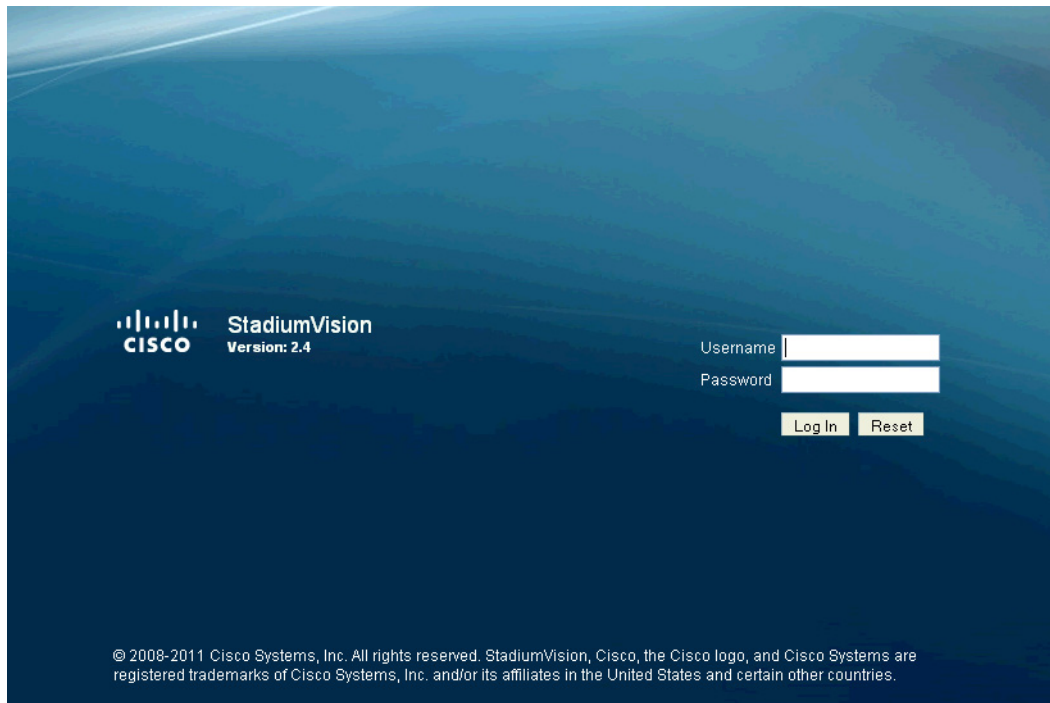 CISCO
StadiumVision
Version: 2.4
Username
Password
Log In Reset
© 2008-2011 Cisco Systems, Inc. All rights reserved. StadiumVision, Cisco, the Cisco logo, and Cisco Systems are
registered trademarks of Cisco Systems, Inc. and/or its affiliates in the United States and certain other countries.